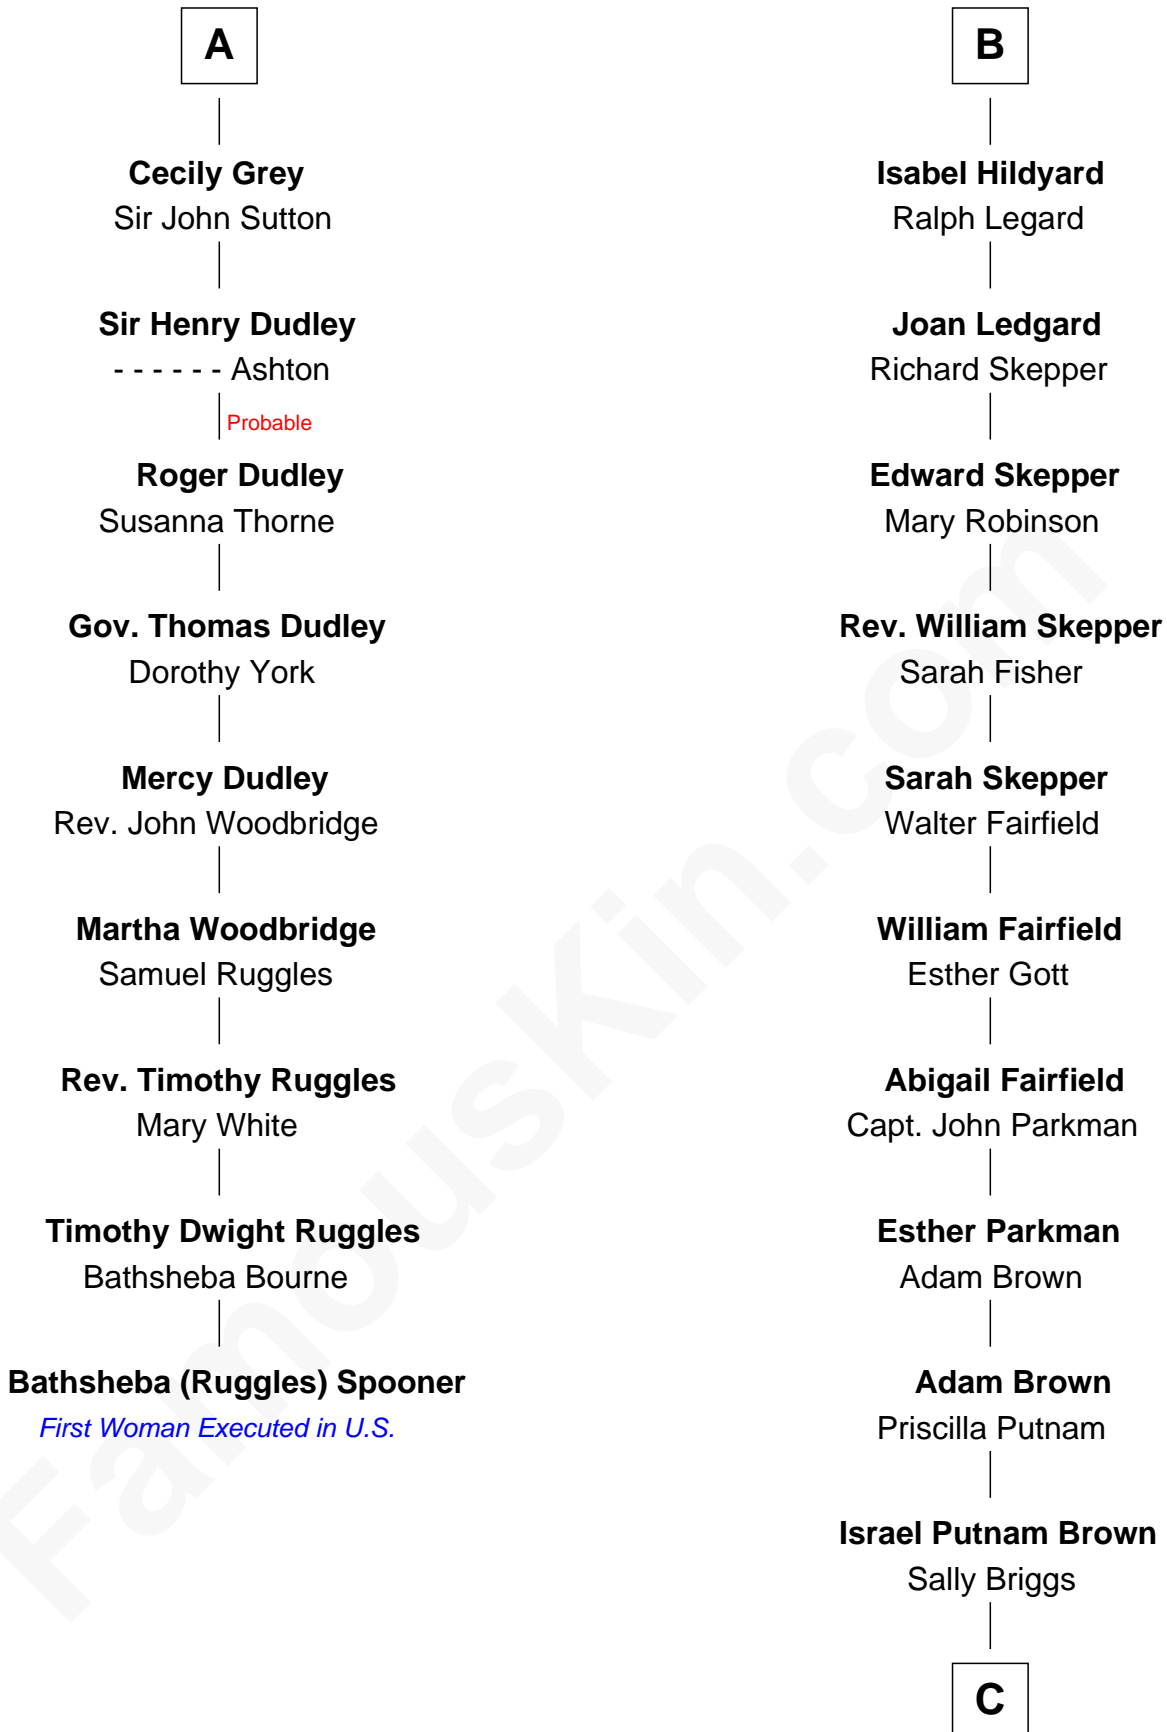 A
Cecily Grey
Sir John Sutton
Sir Henry Dudley
- - - - - - Ashton
Probable
Roger Dudley
Susanna Thorne
Gov. Thomas Dudley
Dorothy York
Mercy Dudley
Rev. John Woodbridge
Martha Woodbridge
Samuel Ruggles
Rev. Timothy Ruggles
Mary White
Timothy Dwight Ruggles
Bathsheba Bourne
Bathsheba (Ruggles) Spooner
First Woman Executed in U.S.
B
Isabel Hildyard
Ralph Legard
Joan Ledgard
Richard Skepper
Edward Skepper
Mary Robinson
Rev. William Skepper
Sarah Fisher
Sarah Skepper
Walter Fairfield
William Fairfield
Esther Gott
Abigail Fairfield
Capt. John Parkman
Esther Parkman
Adam Brown
Adam Brown
Priscilla Putnam
Israel Putnam Brown
Sally Briggs
C
FamousKin.com